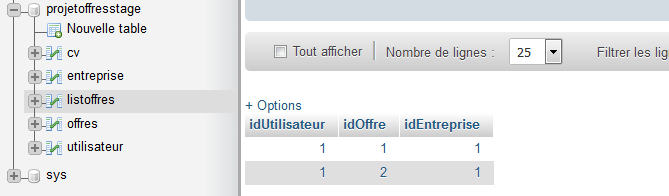 projetoffresstage
Nouvelle table
cv
entreprise
listoffres
offres
utilisateur
sys
Tout afficher
Nombre de lignes :
25
Filtrer les lig
+ Options
idUtilisateur idOffre idEntreprise
1 1 1
1 2 1